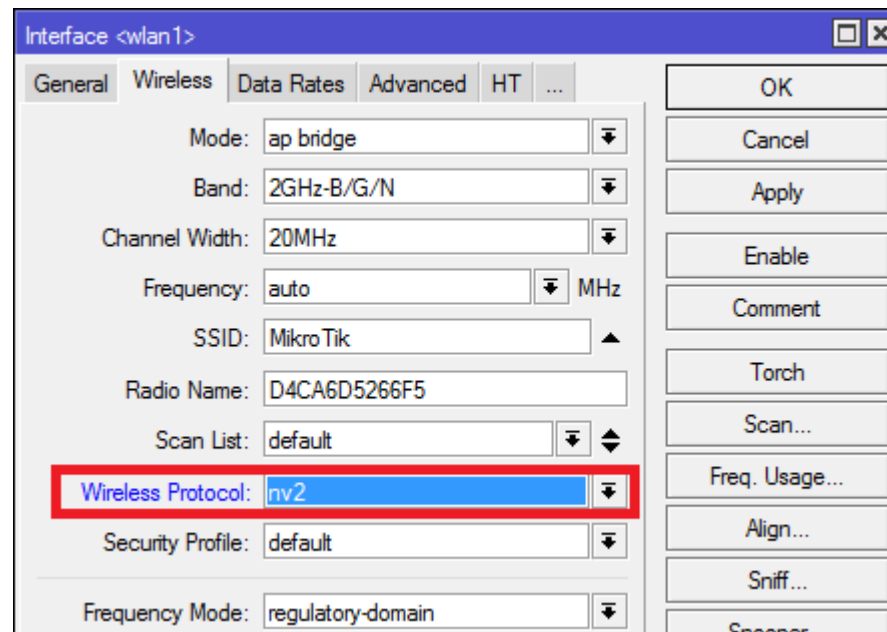 Interface <wlan1>
General Wireless Data Rates Advanced HT ...
OK
Mode: ap bridge
Cancel
Band: 2GHz-B/G/N
Apply
Channel Width: 20MHz
Enable
Frequency: auto MHz
Comment
SSID: MikroTik
Torch
Radio Name: D4CA6D5266F5
Scan...
Scan List: default
Freq. Usage...
Wireless Protocol: nv2
Align...
Security Profile: default
Sniff...
Frequency Mode: regulatory-domain